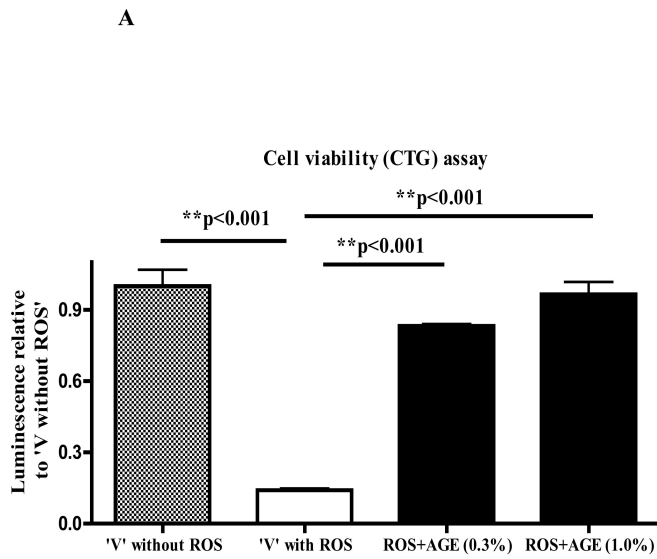 A
Cell viability (CTG) assay
**p<0.001
**p<0.001
**p<0.001
Luminescence relative
to 'V without ROS'
0.9
0.6
0.3
0.0
'V' without ROS
'V' with ROS
ROS+AGE (0.3%)
ROS+AGE (1.0%)